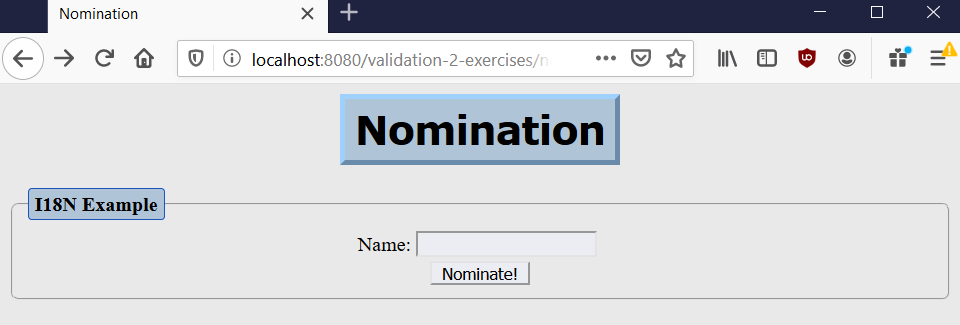 Nomination
localhost:8080/validation-2-exercises/n
Nomination
I18N Example
Name:
Nominate!